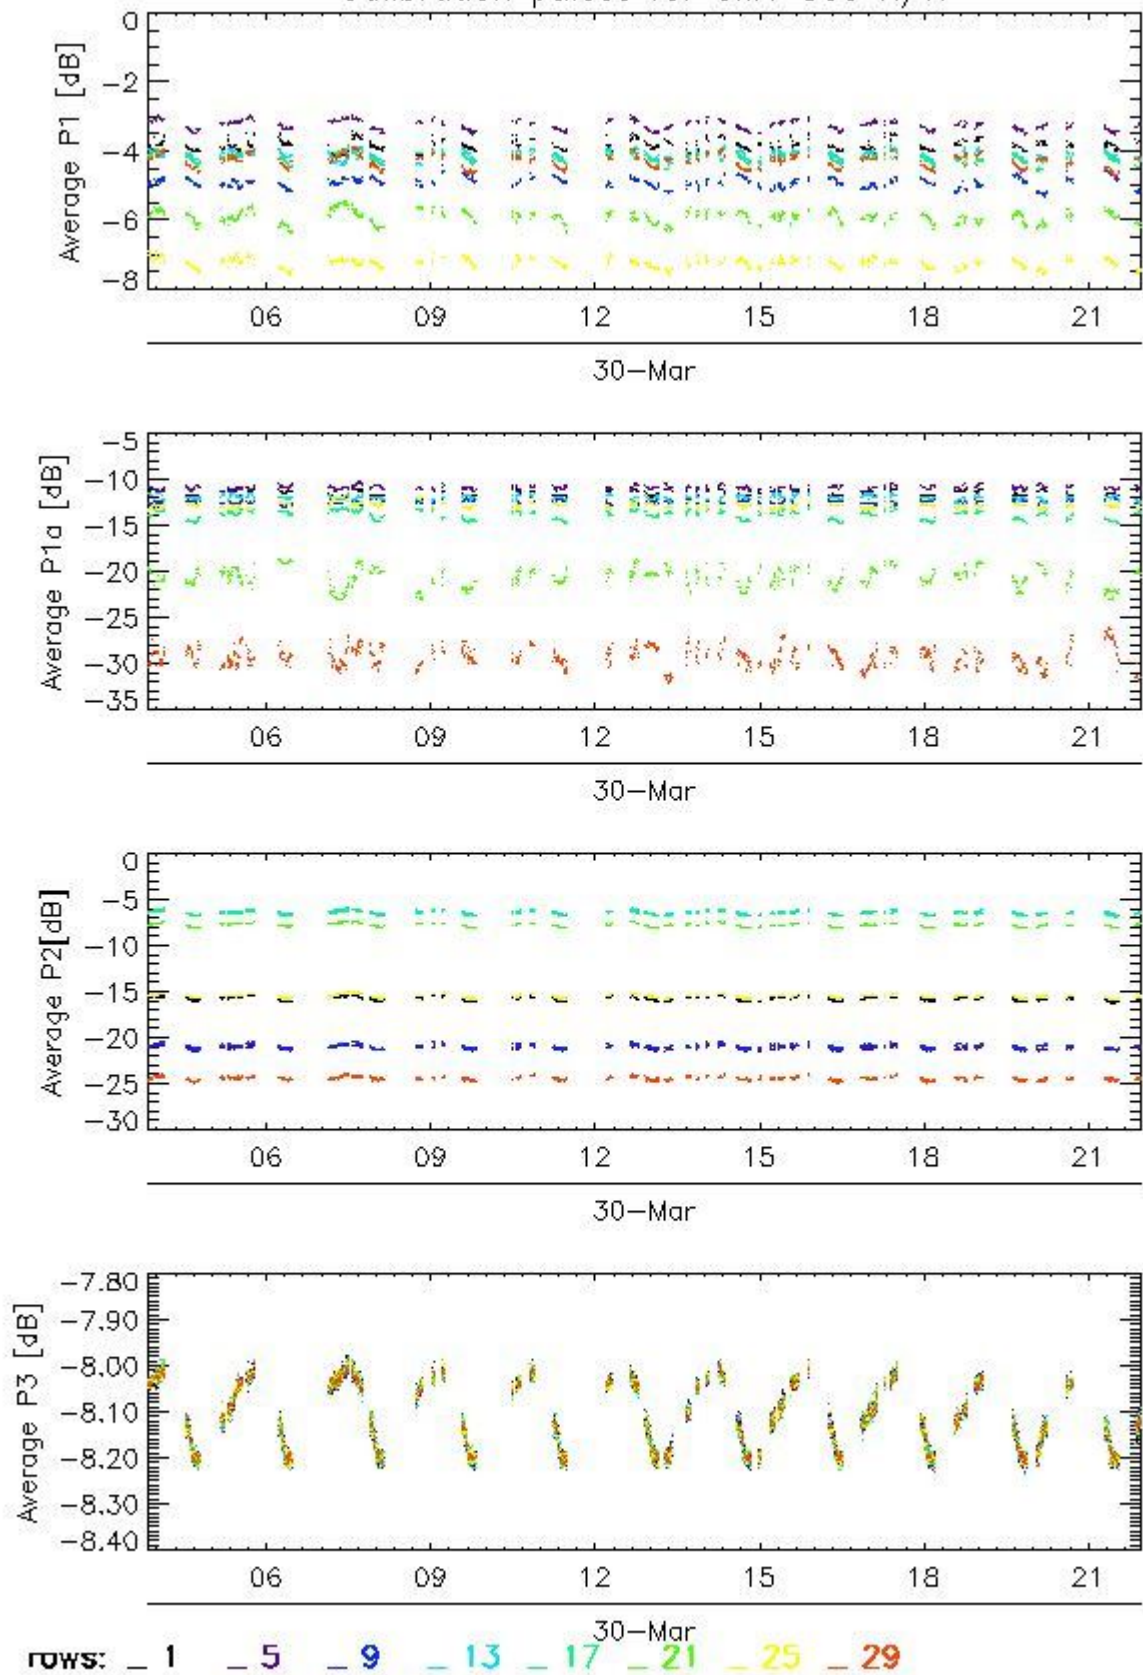 Average P1 [dB]
0
−2
−4
−6
−8
06 09 12 15 18 21
30−Mar
Average P1a [dB]
−5
−10
−15
−20
−25
−30
−35
06 09 12 15 18 21
30−Mar
Average P2[dB]
0
−5
−10
−15
−20
−25
−30
06 09 12 15 18 21
30−Mar
Average P3 [dB]
−7.80
−7.90
−8.00
−8.10
−8.20
−8.30
−8.40
06 09 12 15 18 21
30−Mar
rows: _ 1 _ 5 _ 9 _ 13 _ 17 _ 21 _ 25 _ 29